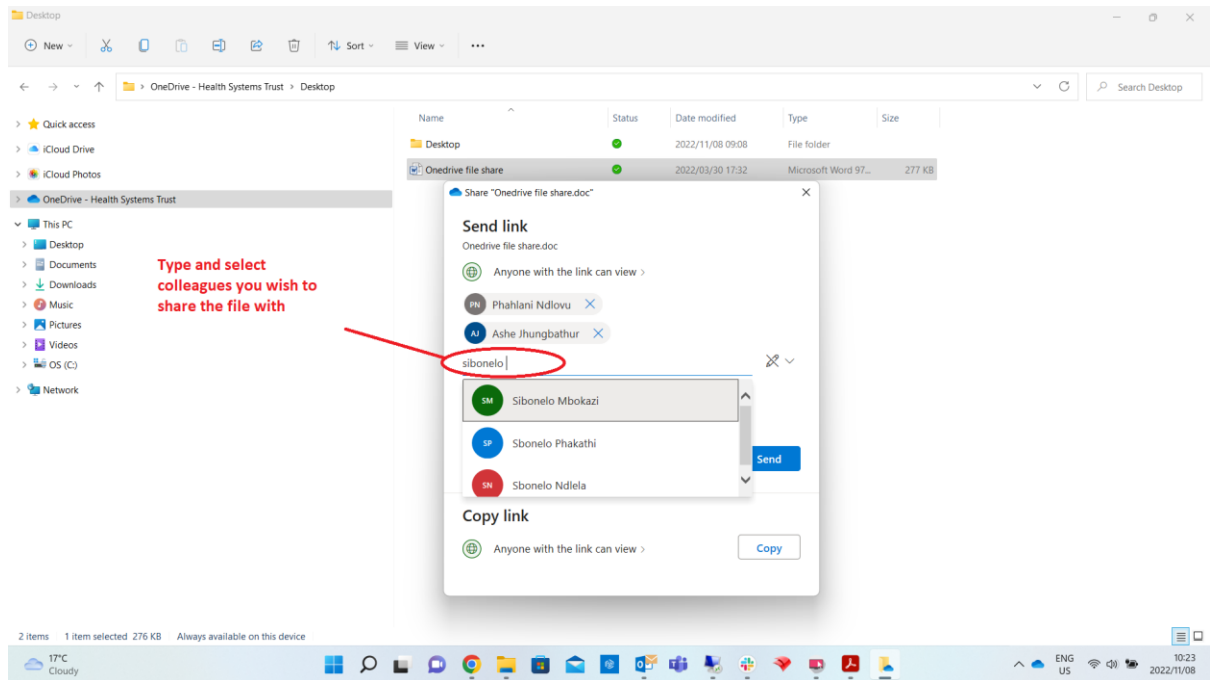 Desktop
New
Sort
View
OneDrive - Health Systems Trust > Desktop
Search Desktop
Quick access
iCloud Drive
iCloud Photos
OneDrive - Health Systems Trust
This PC
Desktop
Documents
Downloads
Music
Pictures
Videos
OS (C:)
Network
Name Status Date modified Type Size
Desktop 2022/11/08 09:08 File folder
Onedrive file share 2022/03/30 17:32 Microsoft Word 97... 277 KB
Type and select
colleagues you wish to
share the file with
Share "Onedrive file share.doc"
Send link
Onedrive file share.doc
Anyone with the link can view >
PN Phahlani Ndlovu
AJ Ashe Jhungbathur
sibonelo
SM Sibonelo Mbokazi
SP Sbonelo Phakathi
SN Sbonelo Ndlela
Send
Copy link
Anyone with the link can view >
Copy
2 items 1 item selected 276 KB Always available on this device
17°C
Cloudy
ENG
US
10:23
2022/11/08